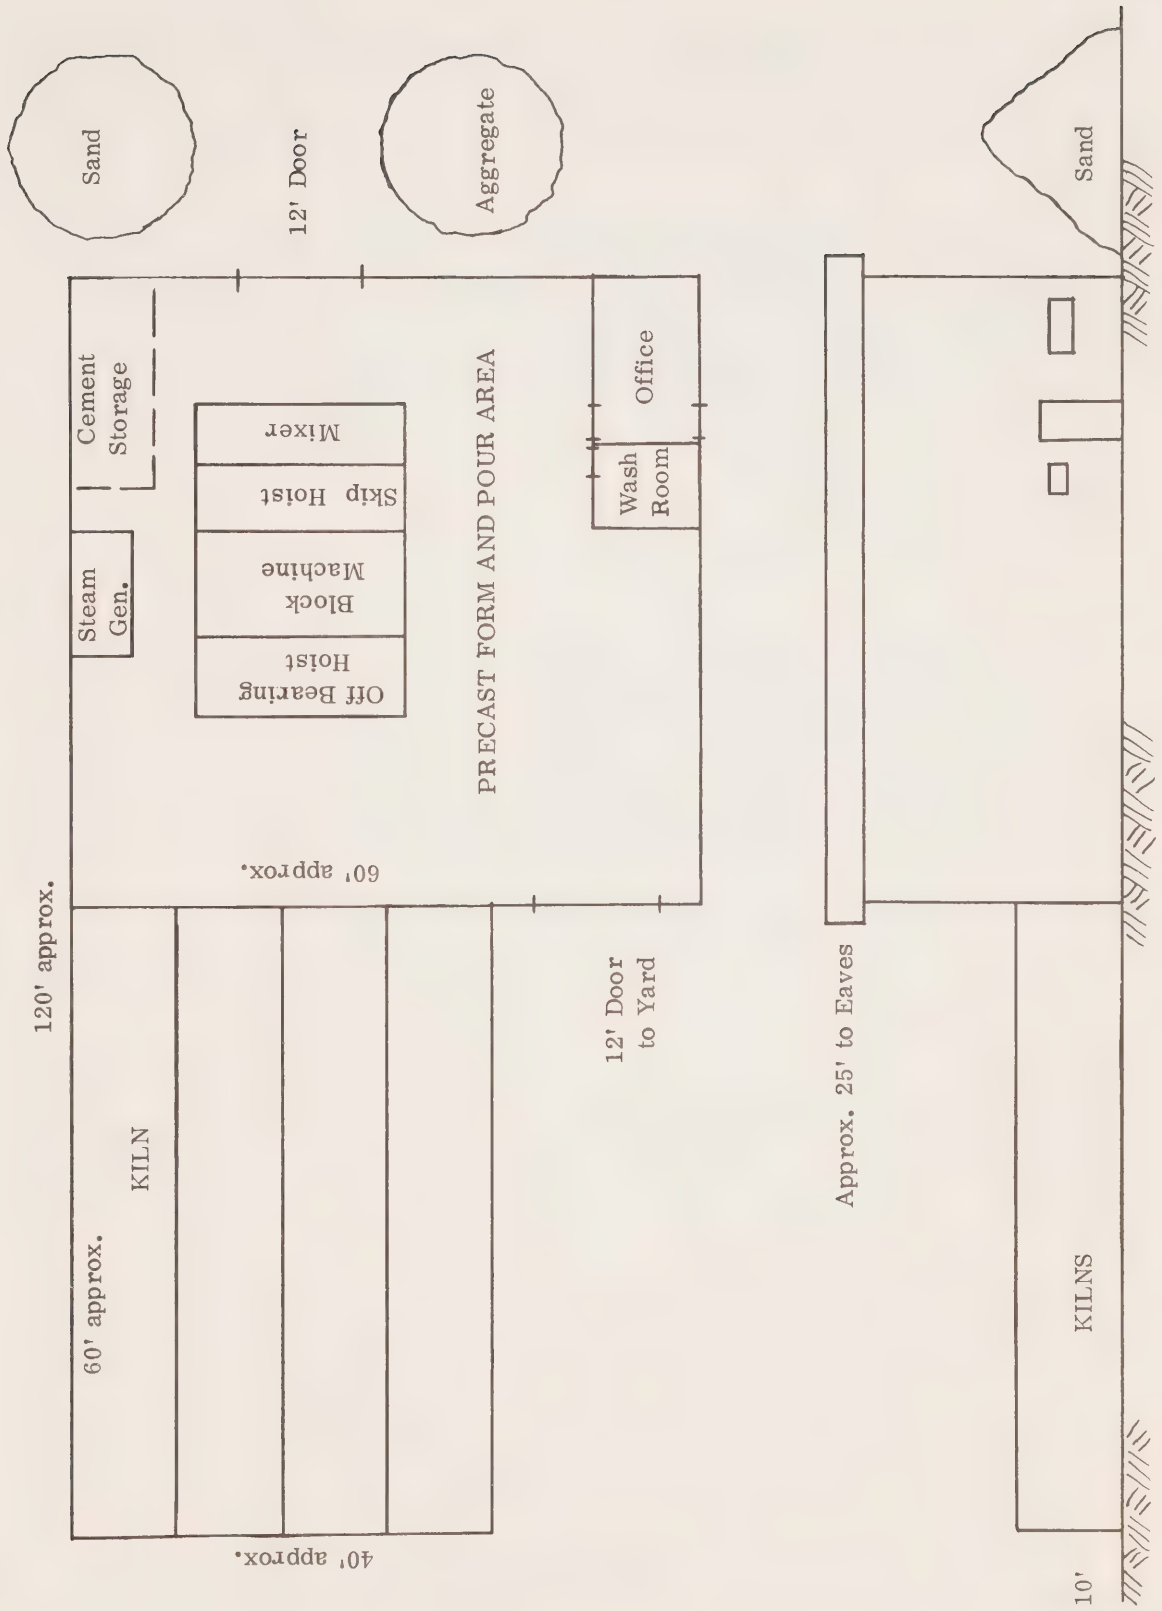 120' approx.
60' approx.
KILN
40' approx.
60' approx.
Steam
Gen.
Cement
Storage
Off Bearing
Hoist
Block
Machine
Skip Hoist
Mixer
PRECAST FORM AND POUR AREA
Wash
Room
Office
12' Door
to Yard
12' Door
Sand
Aggregate
Approx. 25' to Eaves
10'
KILNS
Sand